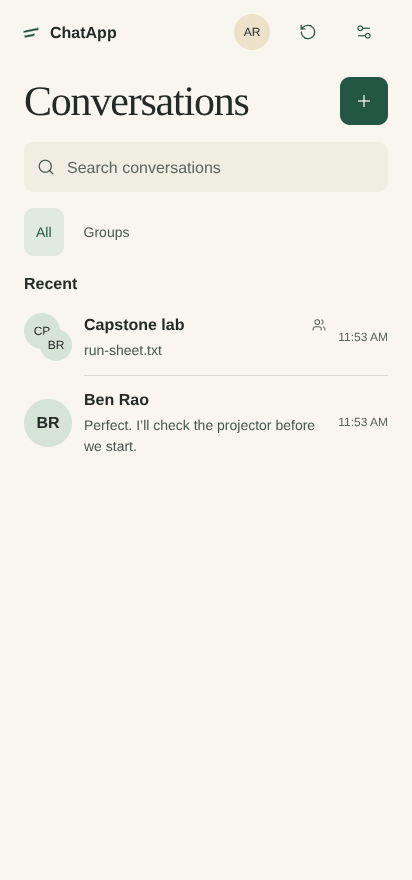 ChatApp
AR
Conversations
Search conversations
All
Groups
Recent
CP
BR
Capstone lab
run-sheet.txt
11:53 AM
BR
Ben Rao
Perfect. I’ll check the projector before
we start.
11:53 AM